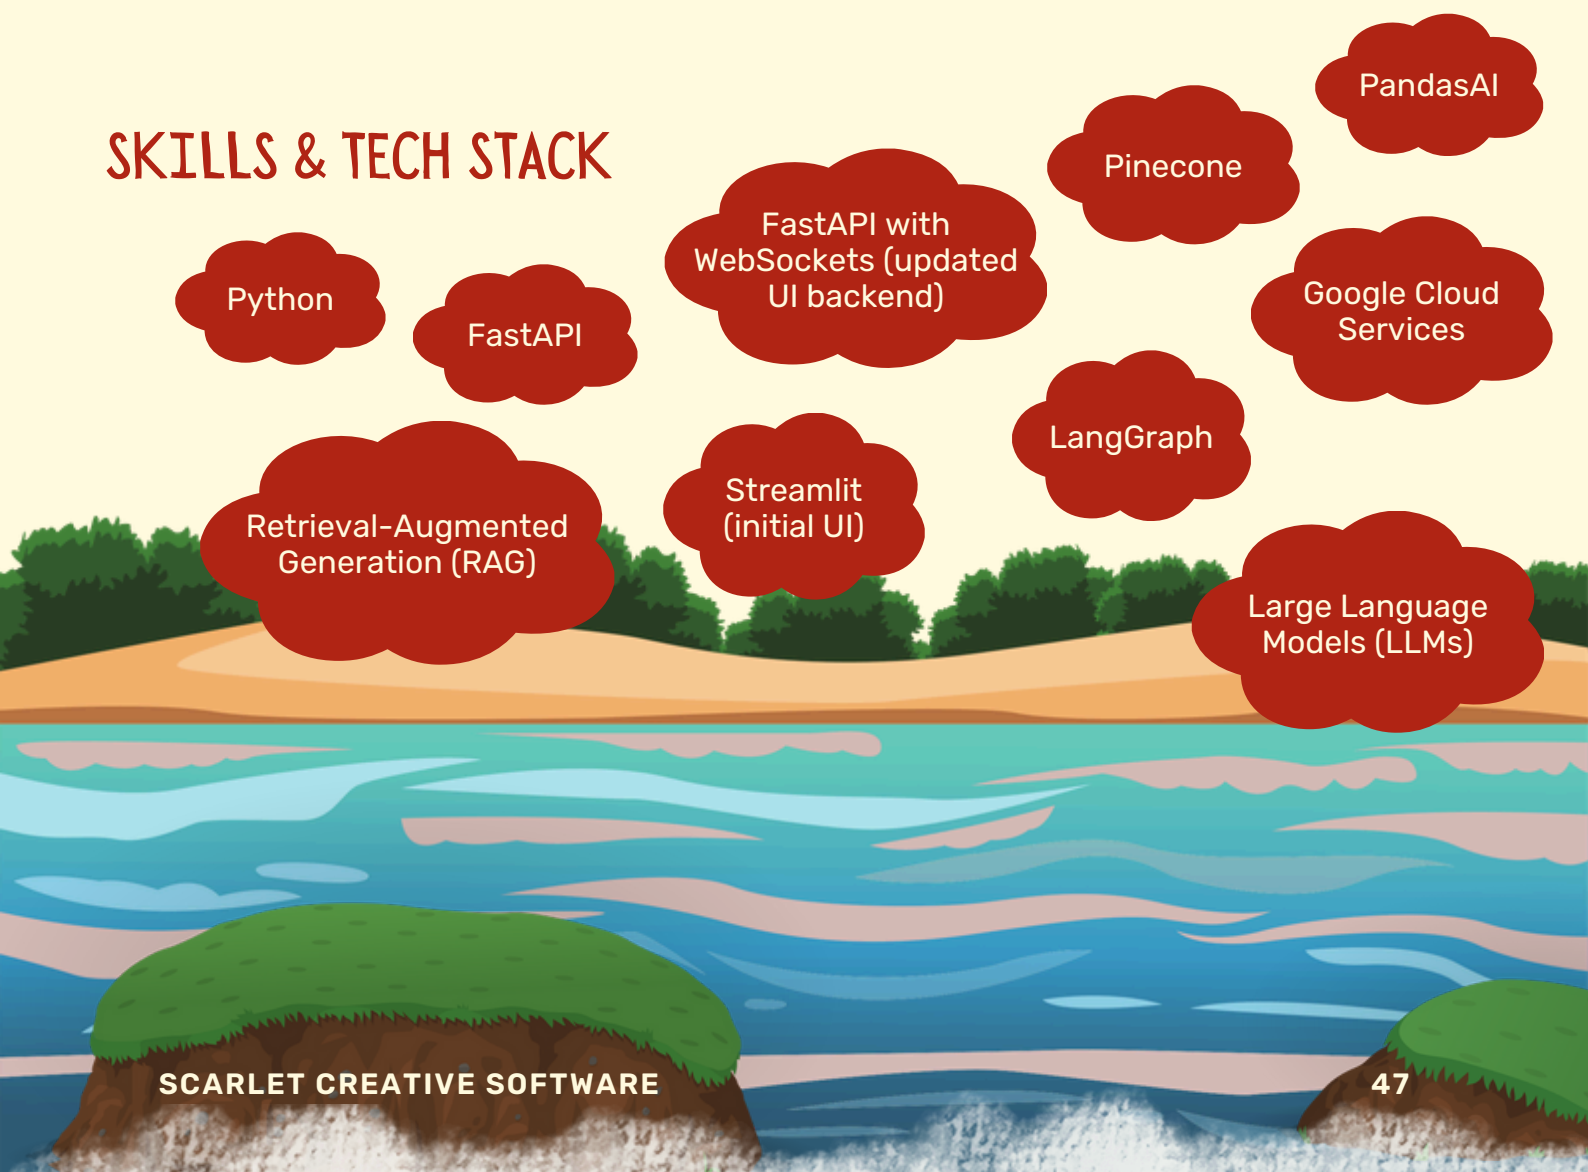 SKILLS & TECH STACK
PandasAI
Pinecone
FastAPI with
WebSockets (updated
UI backend)
Python
FastAPI
Google Cloud
Services
LangGraph
Retrieval-Augmented
Generation (RAG)
Streamlit
(initial UI)
Large Language
Models (LLMs)
SCARLET CREATIVE SOFTWARE
47